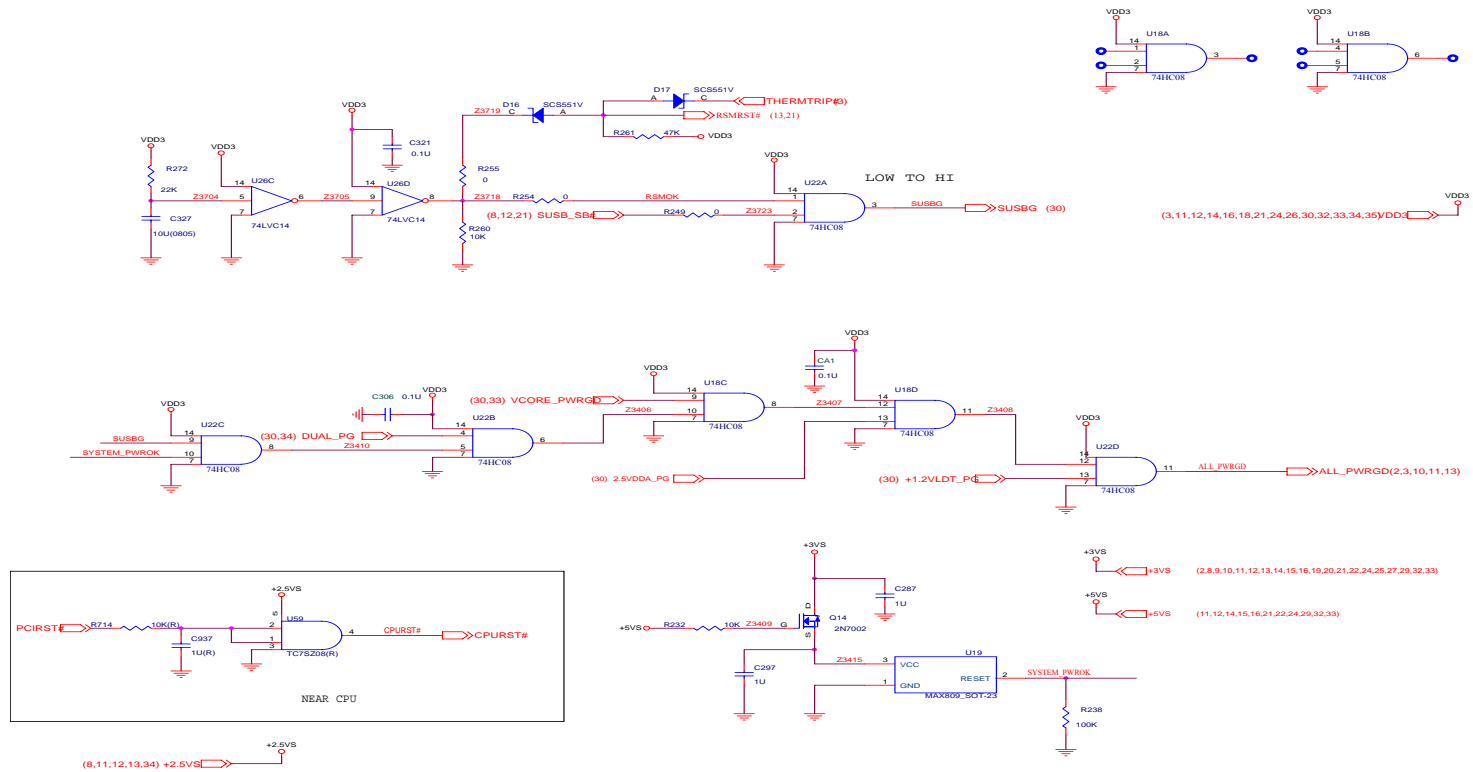 VDD3
U18A
14
1
2
7
3
74HC08
VDD3
U18B
14
4
5
7
6
74HC08
D17
SCS551V
A
C
THERMTRIP#
D16
SCS551V
Z3719
C
A
RSMRST# (13,21)
R261
47K
VDD3
VDD3
C321
0.1U
VDD3
R272
22K
VDD3
U26C
14
5
6
7
74LVC14
Z3704
Z3705
C327
10U(0805)
U26D
14
9
8
7
74LVC14
R255
0
Z3718
R254
0
RSMOK
R260
10K
(8,12,21) SUSB_SB#
R249
0
Z3723
VDD3
U22A
14
1
2
7
3
74HC08
LOW TO HI
SUSBG
SUSBG (30)
(3,11,12,14,16,18,21,24,26,30,32,33,34,35)VDD3
VDD3
VDD3
U22C
14
9
10
7
8
74HC08
SUSBG
SYSTEM_PWROK
C306 0.1U
VDD3
(30,34) DUAL_PG
Z3410
U22B
14
4
5
7
6
74HC08
(30,33) VCORE_PWRGD
Z3406
VDD3
U18C
14
9
10
7
8
74HC08
Z3407
VDD3
CA1
0.1U
U18D
14
12
13
7
11
74HC08
Z3408
(30) 2.5VDDA_PG
(30) +1.2VLDT_PG
VDD3
U22D
14
12
13
7
11
74HC08
ALL_PWRGD
ALL_PWRGD(2,3,10,11,13)
+2.5VS
PCIRST#
R714
10K(R)
C937
1U(R)
5
U59
2
1
3
4
TC7SZ08(R)
CPURST#
CPURST#
NEAR CPU
+3VS
C287
1U
+5VS
R232
10K
Z3409
G
D
S
Q14
2N7002
C297
1U
Z3415
U19
3
VCC
1
GND
RESET
2
MAX809_SOT-23
SYSTEM_PWROK
R238
100K
+3VS
+3VS
(2,8,9,10,11,12,13,14,15,16,19,20,21,22,24,25,27,29,32,33)
+5VS
+5VS
(11,12,14,15,16,21,22,24,29,32,33)
+2.5VS
(8,11,12,13,34) +2.5VS